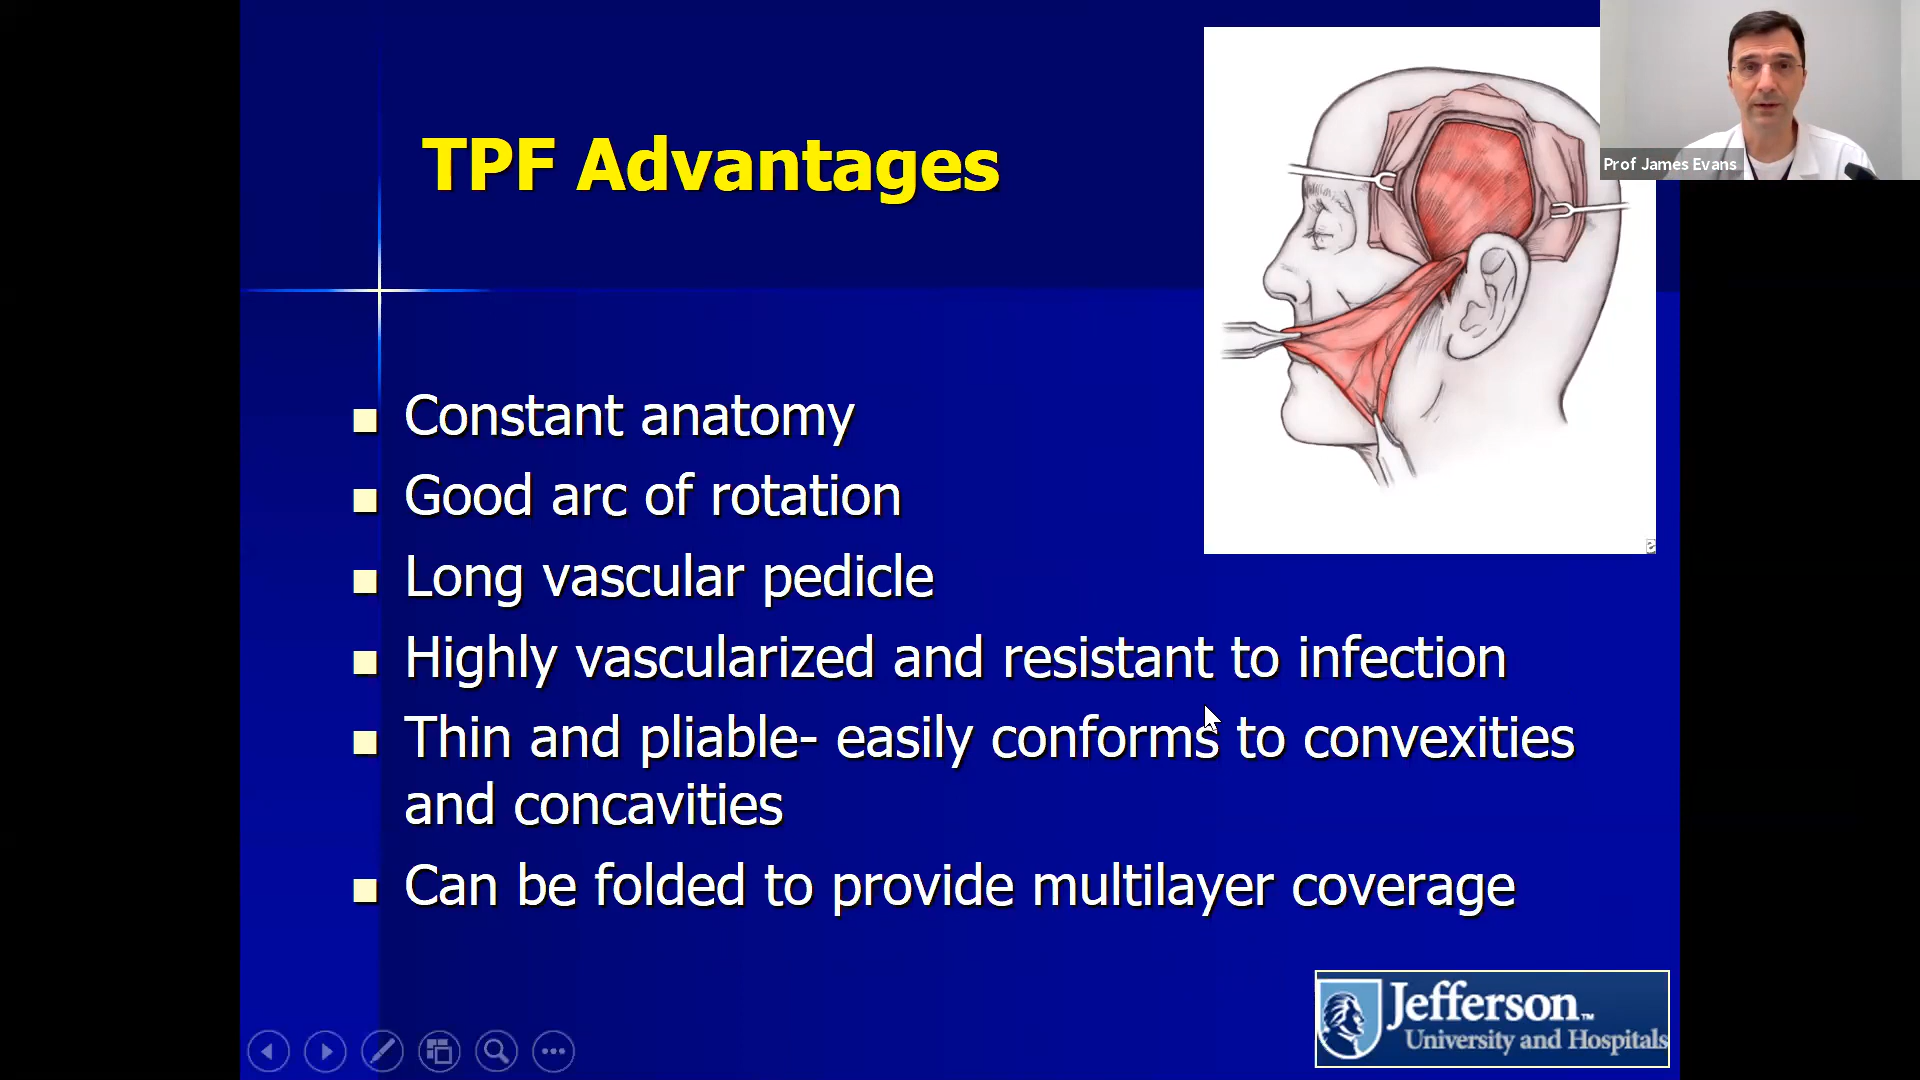 TPF Advantages
Prof James Evans
Constant anatomy
Good arc of rotation
Long vascular pedicle
Highly vascularized and resistant to infection
Thin and pliable- easily conforms to convexities
and concavities
Can be folded to provide multilayer coverage
Jefferson™
University and Hospitals